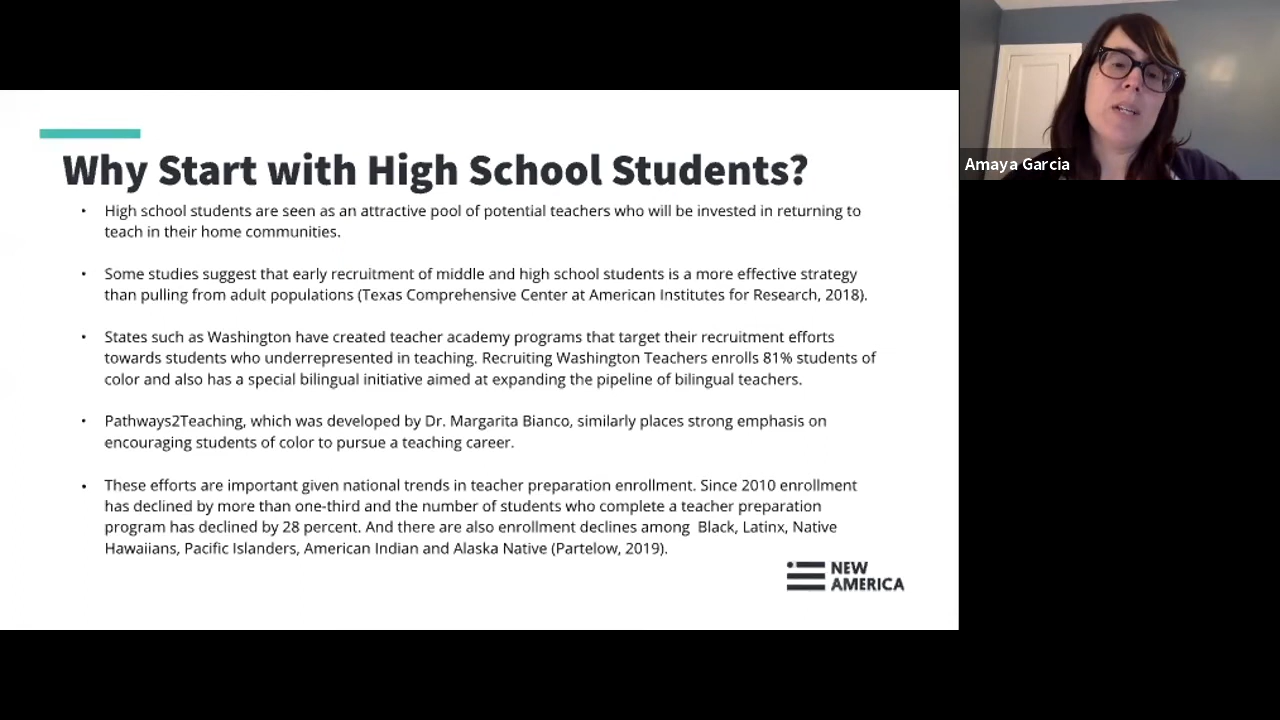 Why Start with High School Students?
• High school students are seen as an attractive pool of potential teachers who will be invested in returning to
teach in their home communities.
• Some studies suggest that early recruitment of middle and high school students is a more effective strategy
than pulling from adult populations (Texas Comprehensive Center at American Institutes for Research, 2018).
• States such as Washington have created teacher academy programs that target their recruitment efforts
towards students who underrepresented in teaching. Recruiting Washington Teachers enrolls 81% students of
color and also has a special bilingual initiative aimed at expanding the pipeline of bilingual teachers.
• Pathways2Teaching, which was developed by Dr. Margarita Bianco, similarly places strong emphasis on
encouraging students of color to pursue a teaching career.
• These efforts are important given national trends in teacher preparation enrollment. Since 2010 enrollment
has declined by more than one-third and the number of students who complete a teacher preparation
program has declined by 28 percent. And there are also enrollment declines among  Black, Latinx, Native
Hawaiians, Pacific Islanders, American Indian and Alaska Native (Partelow, 2019).
NEW
AMERICA
Amaya Garcia